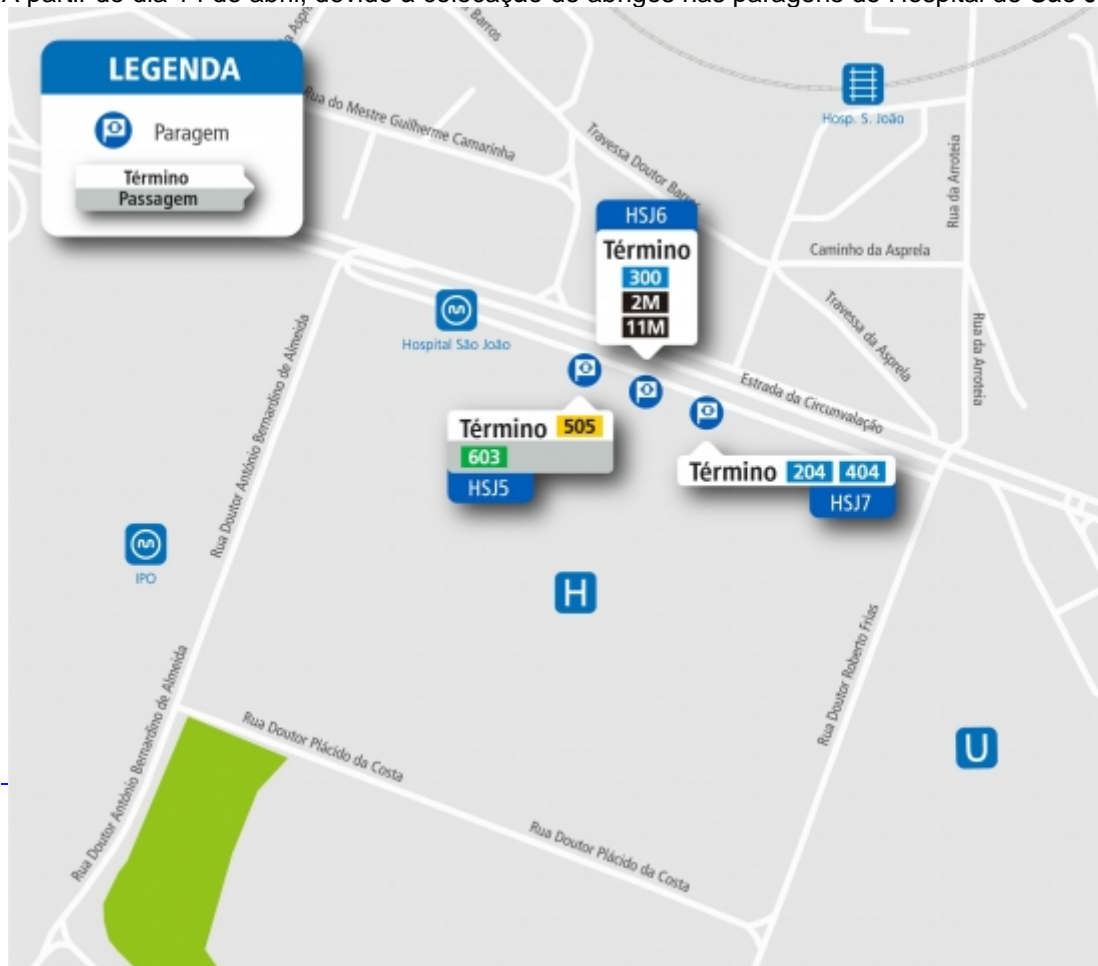 LEGENDA
Paragem
Término
Passagem
Barros
Rua do Mestre Guilherme Camarinha
Travessa Doutor Barros
Hosp. S. João
Rua da Arroteia
Caminho da Asprela
Travessa da Asprela
Rua da Arroteia
HSJ6
Término
300
2M
11M
Hospital São João
Estrada da Circunvalação
Término 505
603
HSJ5
Término 204 404
HSJ7
Rua Doutor António Bernardino de Almeida
IPO
H
Rua Doutor Roberto Frias
U
Rua Doutor António Bernardino de Almeida
Rua Doutor Plácido da Costa
Rua Doutor Plácido da Costa